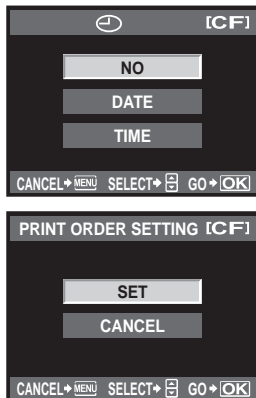 [CF]
NO
DATE
TIME
CANCEL➔MENU SELECT➔ GO➔OK
PRINT ORDER SETTING [CF]
SET
CANCEL
CANCEL➔MENU SELECT➔ GO➔OK